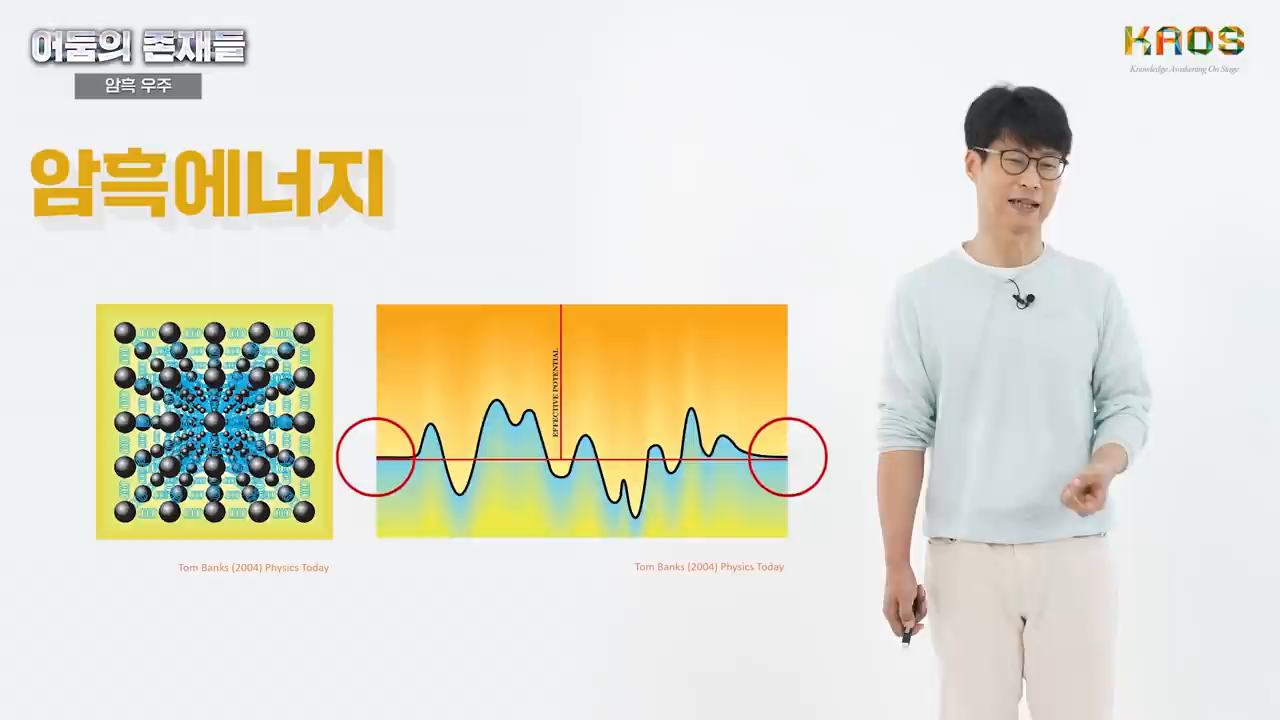 어둠의 존재들
암흑 우주
KAOS
Knowledge Awakening On Stage
암흑에너지
EFFECTIVE POTENTIAL
Tom Banks (2004) Physics Today
Tom Banks (2004) Physics Today